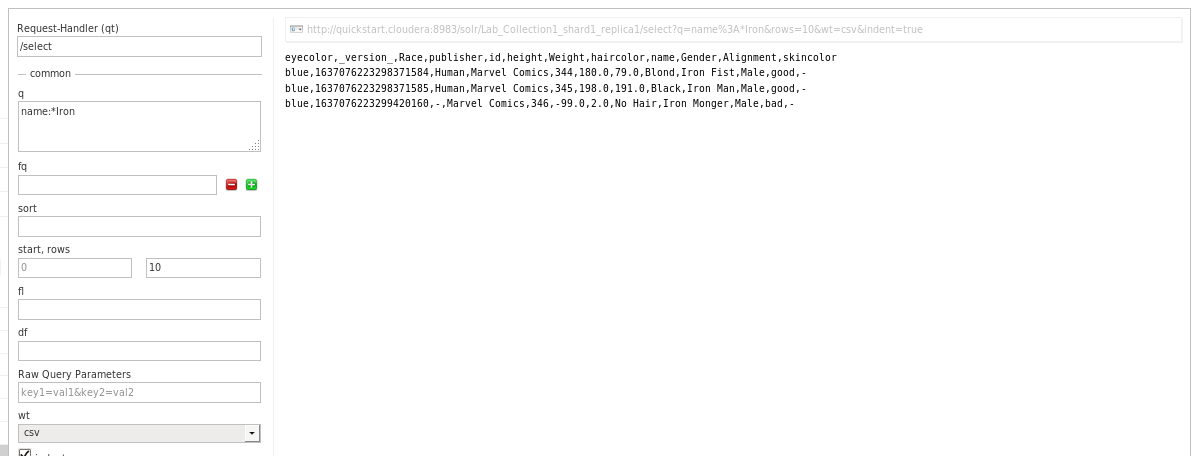 Request-Handler (qt)
/select
common
q
name:*Iron
fq
sort
start, rows
0
10
fl
df
Raw Query Parameters
key1=val1&key2=val2
wt
csv
http://quickstart.cloudera:8983/solr/Lab_Collection1_shard1_replica1/select?q=name%3A*Iron&rows=10&wt=csv&indent=true
eyecolor,_version_,Race,publisher,id,height,Weight,haircolor,name,Gender,Alignment,skincolor
blue,1637076223298371584,Human,Marvel Comics,344,180.0,79.0,Blond,Iron Fist,Male,good,-
blue,1637076223298371585,Human,Marvel Comics,345,198.0,191.0,Black,Iron Man,Male,good,-
blue,1637076223299420160,-,Marvel Comics,346,-99.0,2.0,No Hair,Iron Monger,Male,bad,-